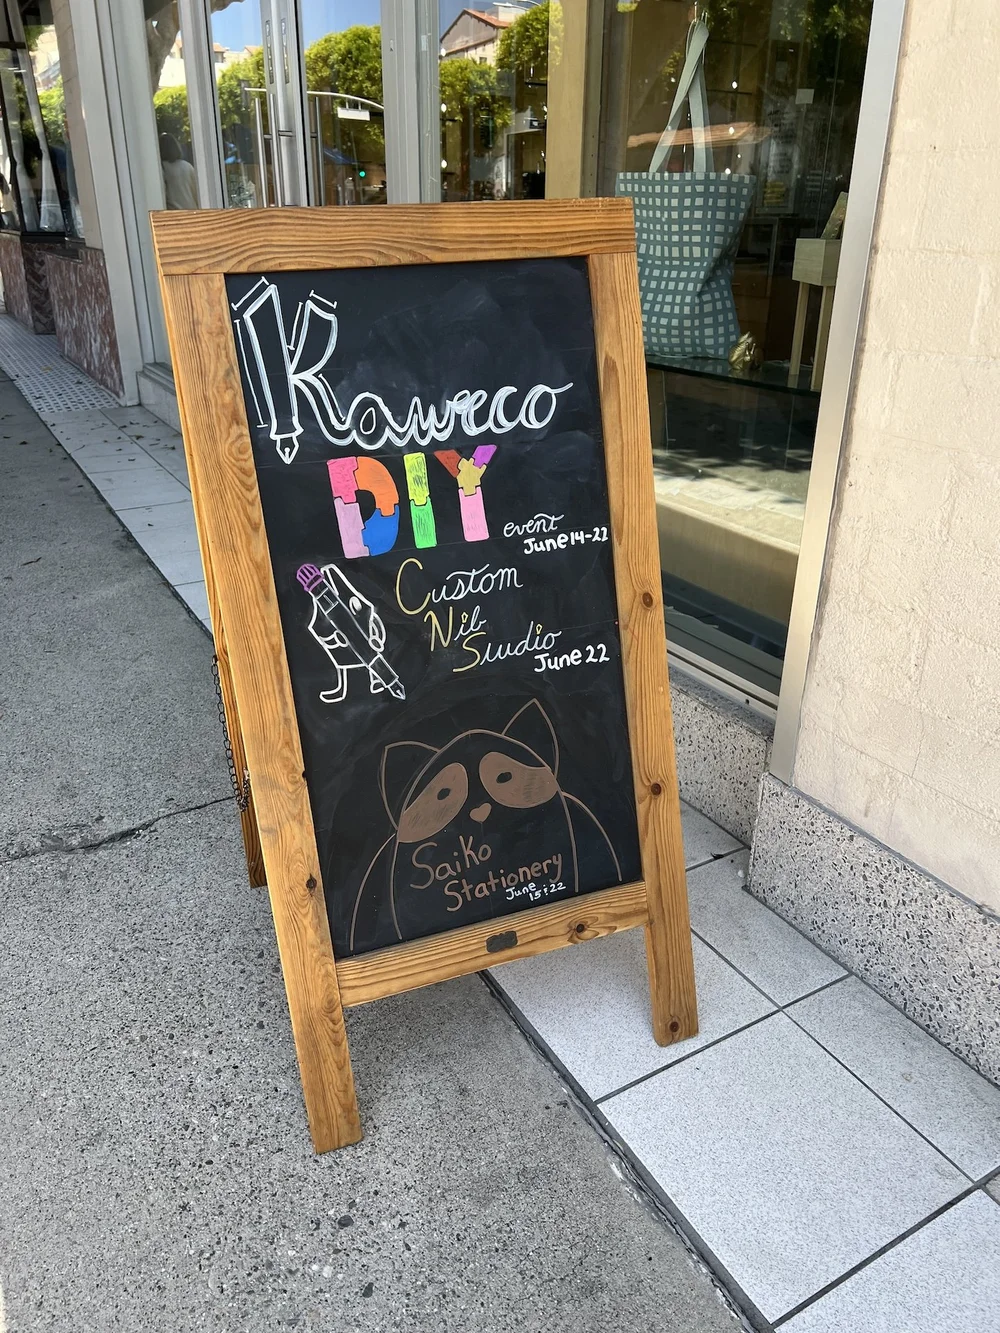 Kaweco
DIY
event
June 14-22
Custom
Nib
Studio
June 22
Saiko
Stationery
June
15 & 22